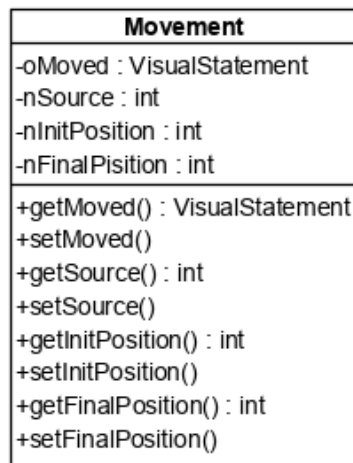 Movement
-oMoved : VisualStatement
-nSource : int
-nInitPosition : int
-nFinalPisition : int
+getMoved() : VisualStatement
+setMoved()
+getSource() : int
+setSource()
+getInitPosition() : int
+setInitPosition()
+getFinalPosition() : int
+setFinalPosition()